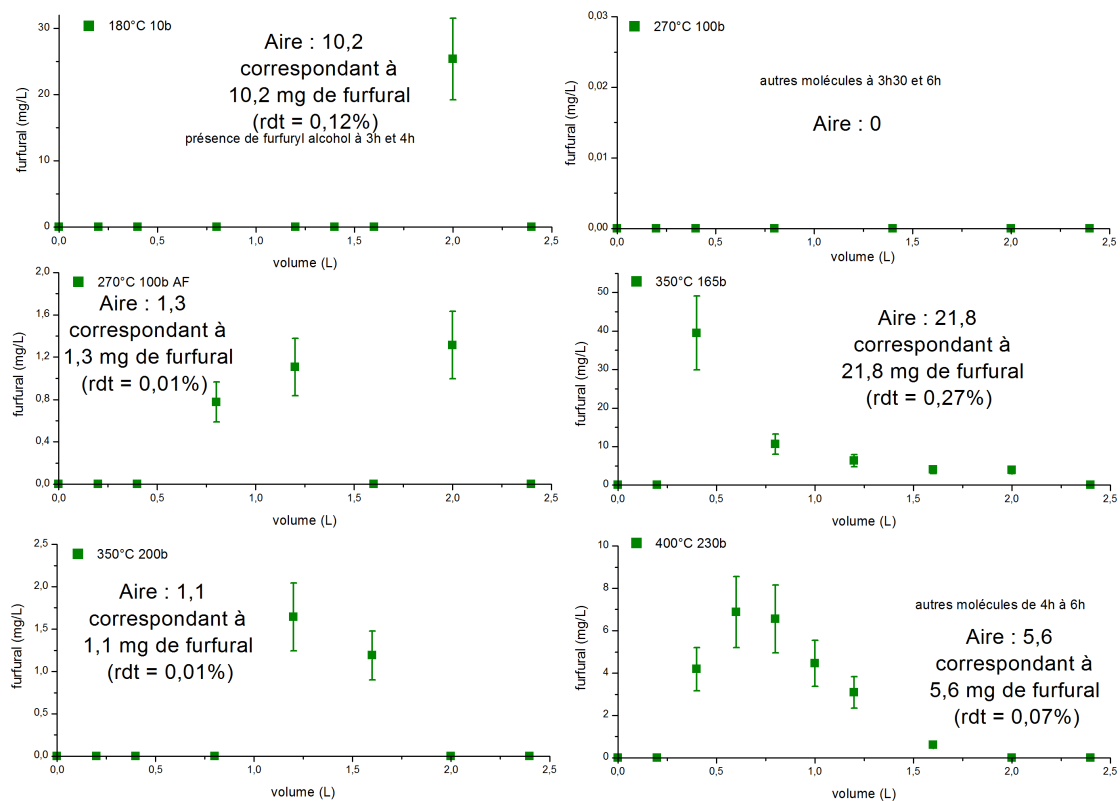 180°C 10b
Aire : 10,2
correspondant à
10,2 mg de furfural
(rdt = 0,12%)
présence de furfuryl alcohol à 3h et 4h
furfural (mg/L)
30
20
10
0
0,0 0,5 1,0 1,5 2,0 2,5
volume (L)
270°C 100b
autres molécules à 3h30 et 6h
Aire : 0
furfural (mg/L)
0,03
0,02
0,01
0,00
0,0 0,5 1,0 1,5 2,0 2,5
volume (L)
270°C 100b AF
Aire : 1,3
correspondant à
1,3 mg de furfural
(rdt = 0,01%)
furfural (mg/L)
2,0
1,6
1,2
0,8
0,4
0,0
0,0 0,5 1,0 1,5 2,0 2,5
volume (L)
350°C 165b
Aire : 21,8
correspondant à
21,8 mg de furfural
(rdt = 0,27%)
furfural (mg/L)
50
40
30
20
10
0
0,0 0,5 1,0 1,5 2,0 2,5
volume (L)
350°C 200b
Aire : 1,1
correspondant à
1,1 mg de furfural
(rdt = 0,01%)
furfural (mg/L)
2,5
2,0
1,5
1,0
0,5
0,0
0,0 0,5 1,0 1,5 2,0 2,5
volume (L)
400°C 230b
autres molécules de 4h à 6h
Aire : 5,6
correspondant à
5,6 mg de furfural
(rdt = 0,07%)
furfural (mg/L)
10
8
6
4
2
0
0,0 0,5 1,0 1,5 2,0 2,5
volume (L)